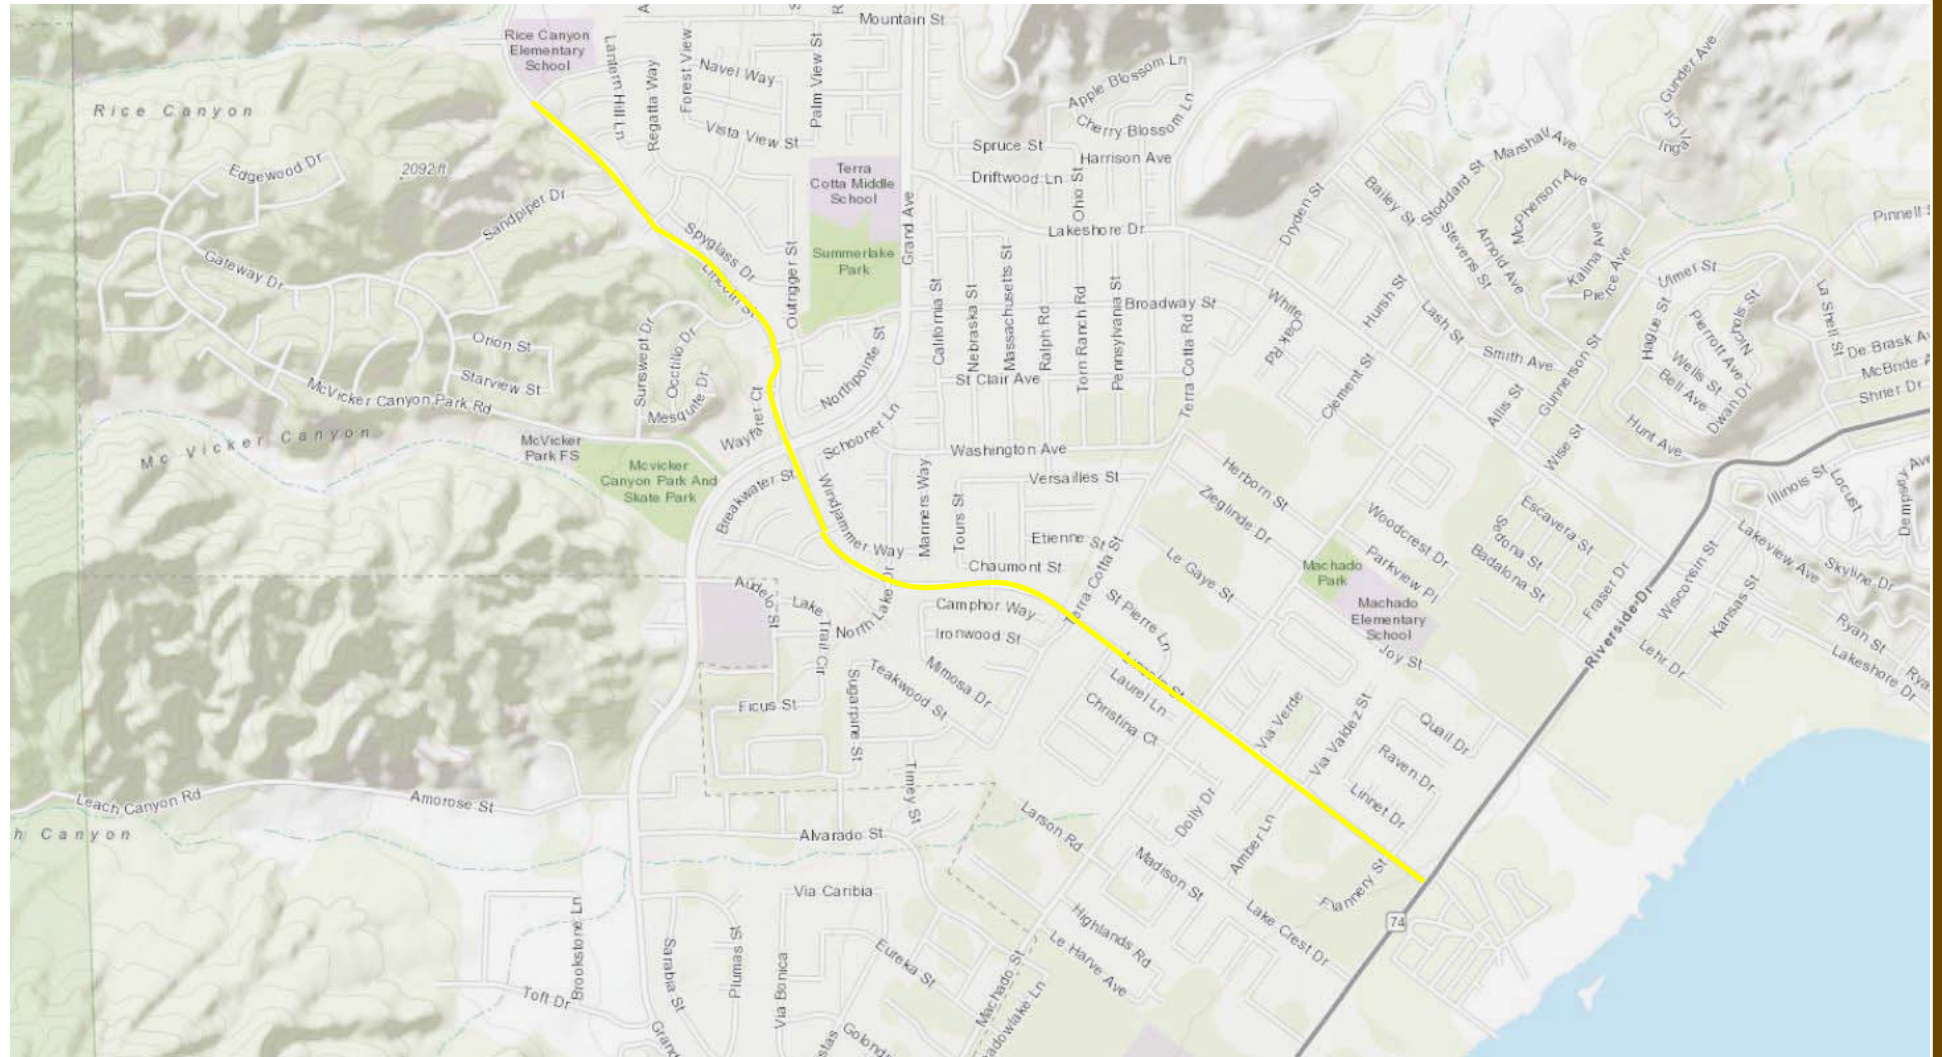 Mountain St
Rice Canyon
Elementary
School
Lantern Hill Ln
Regatta Way
Forest View
Navel Way
Palm View St
Vista View St
Apple Blossom Ln
Cherry Blossom Ln
Gunder Ave
Rice Canyon
Edgewood Dr
2092 ft
Sandpiper Dr
Gateway Dr
Terra
Cotta Middle
School
Summerlake
Park
Grand Ave
Spruce St
Driftwood Ln
Ohio St
Harrison Ave
Lakeshore Dr
Dryden St
Bailey St
Stoddard St
Marshall Ave
McPherson Ave
Stevens St
Arnold Ave
Kalina Ave
Pierce Ave
Ulmer St
La Shell St
Spyglass Dr
Lincoln St
Outrigger St
California St
Nebraska St
Massachusetts St
Ralph Rd
Torn Ranch Rd
Pennsylvania St
Broadway St
Terra Cotta Rd
White
Oak Rd
Hursh St
Lash St
Smith Ave
Clement St
Allis St
Gunnerson St
Hague St
Pierrott Ave
Nichols St
Wells St
Bell Ave
Dwan Dr
McBride
Shrier Dr
De Brask
Orion St
Starview St
McVicker Canyon Park Rd
Sunswept Dr
Ocotillo Dr
Mesquite Dr
Wayfarer Ct
Northpointe St
Schooner Ln
St Clair Ave
Washington Ave
Versailles St
Mc Vicker Canyon
McVicker
Park FS
Mcvicker
Canyon Park And
Skate Park
Breakwater St
Windjammer Way
Mariners Way
Tours St
Etienne St
Chaumont St
Herborn St
Zieglinde Dr
Le Gaye St
Woodcrest Dr
Parkview Pl
Machado
Park
Machado
Elementary
School
Joy St
Wise St
Hunt Ave
Escavera St
Sedona St
Badalona St
Fraser Dr
Riverside Dr
Illinois St
Locust
Dempsey Ave
Lakeview Ave
Skyline Dr
Wisconsin St
Kansas St
Ryan St
Lakeshore Dr
Lehr Dr
Audelo St
Lake
Trail Cir
North Lake Dr
Camphor Way
Ironwood St
Terra Cotta St
St Pierre Ln
Lincoln St
Laurel Ln
Christina Ct
Mimosa Dr
Teakwood St
Sugarpine St
Ficus St
Timey St
Via Verde
Via Valdez St
Quail Dr
Raven Dr
Linnet Dr
Leach Canyon Rd
Amorose St
Alvarado St
h Canyon
Larson Rd
Dolly Dr
Amber Ln
Madison St
Flannery St
Lake Crest Dr
74
Via Caribia
Brookstone Ln
Toft Dr
Sarabia St
Plumas St
Via Bonica
Eureka St
Machado St
Highlands Rd
Le Harve Ave